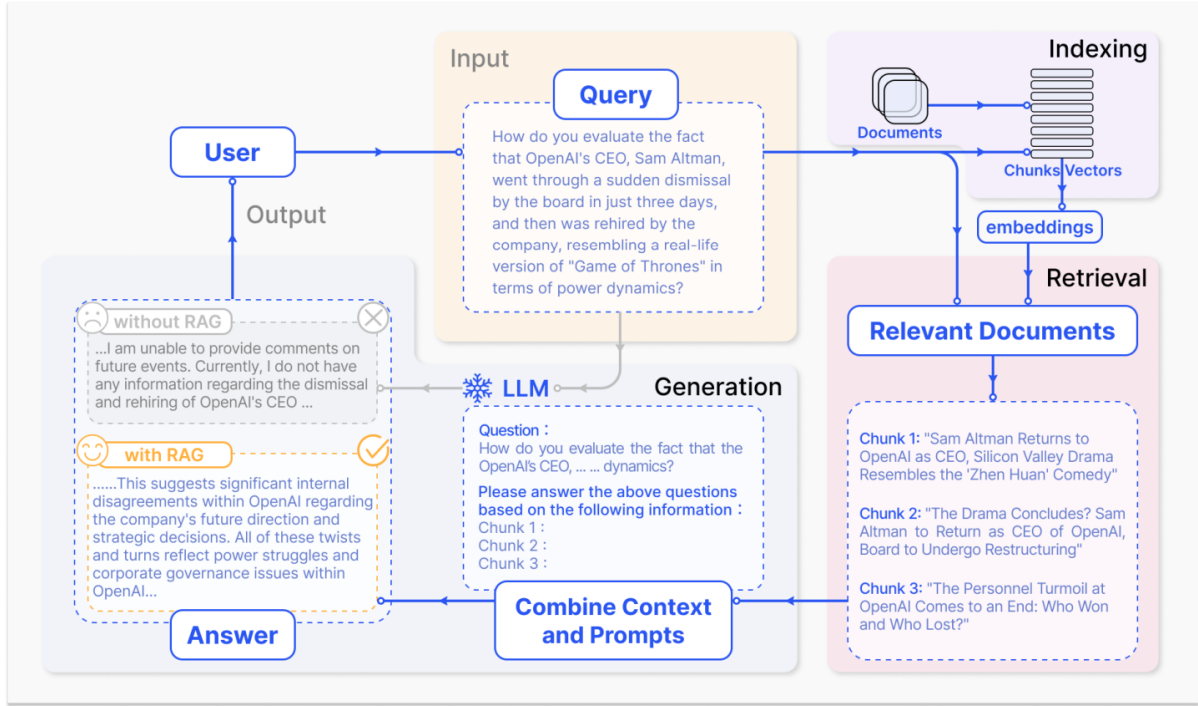 Input
Query
How do you evaluate the fact
that OpenAI's CEO, Sam Altman,
went through a sudden dismissal
by the board in just three days,
and then was rehired by the
company, resembling a real-life
version of "Game of Thrones" in
terms of power dynamics?
Indexing
Documents
Chunks Vectors
embeddings
User
Output
Retrieval
Relevant Documents
Chunk 1: "Sam Altman Returns to
OpenAI as CEO, Silicon Valley Drama
Resembles the 'Zhen Huan' Comedy"
Chunk 2: "The Drama Concludes? Sam
Altman to Return as CEO of OpenAI,
Board to Undergo Restructuring"
Chunk 3: "The Personnel Turmoil at
OpenAI Comes to an End: Who Won
and Who Lost?"
LLM
Generation
Question :
How do you evaluate the fact that the
OpenAI's CEO, ... ... dynamics?
Please answer the above questions
based on the following information :
Chunk 1 :
Chunk 2 :
Chunk 3 :
Combine Context
and Prompts
without RAG
...I am unable to provide comments on
future events. Currently, I do not have
any information regarding the dismissal
and rehiring of OpenAI's CEO ...
with RAG
......This suggests significant internal
disagreements within OpenAI regarding
the company's future direction and
strategic decisions. All of these twists
and turns reflect power struggles and
corporate governance issues within
OpenAI...
Answer